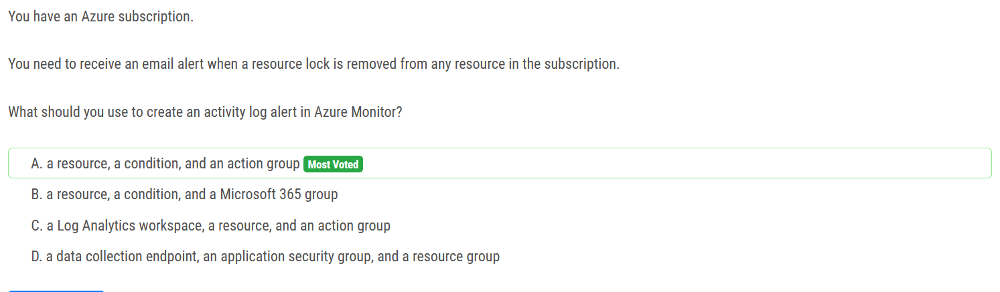 You have an Azure subscription.
You need to receive an email alert when a resource lock is removed from any resource in the subscription.
What should you use to create an activity log alert in Azure Monitor?
A. a resource, a condition, and an action group Most Voted
B. a resource, a condition, and a Microsoft 365 group
C. a Log Analytics workspace, a resource, and an action group
D. a data collection endpoint, an application security group, and a resource group